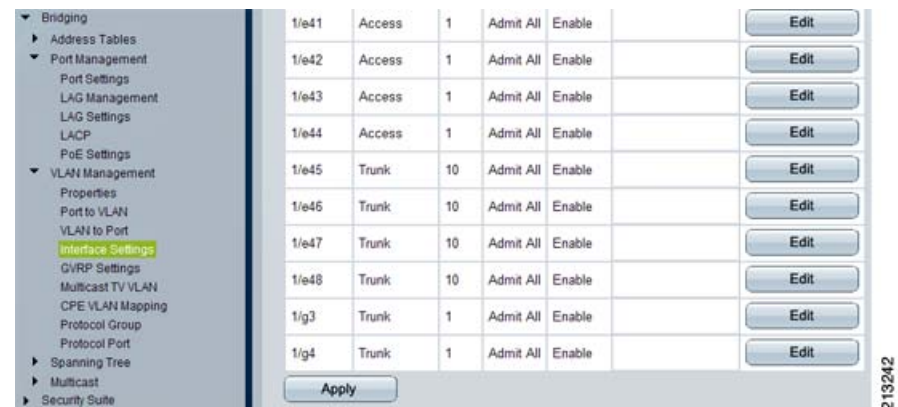 Bridging
Address Tables
Port Management
Port Settings
LAG Management
LAG Settings
LACP
PoE Settings
VLAN Management
Properties
Port to VLAN
VLAN to Port
Interface Settings
GVRP Settings
Multicast TV VLAN
CPE VLAN Mapping
Protocol Group
Protocol Port
Spanning Tree
Multicast
Security Suite
1/e41 Access 1 Admit All Enable Edit
1/e42 Access 1 Admit All Enable Edit
1/e43 Access 1 Admit All Enable Edit
1/e44 Access 1 Admit All Enable Edit
1/e45 Trunk 10 Admit All Enable Edit
1/e46 Trunk 10 Admit All Enable Edit
1/e47 Trunk 10 Admit All Enable Edit
1/e48 Trunk 10 Admit All Enable Edit
1/g3 Trunk 1 Admit All Enable Edit
1/g4 Trunk 1 Admit All Enable Edit
Apply
213242